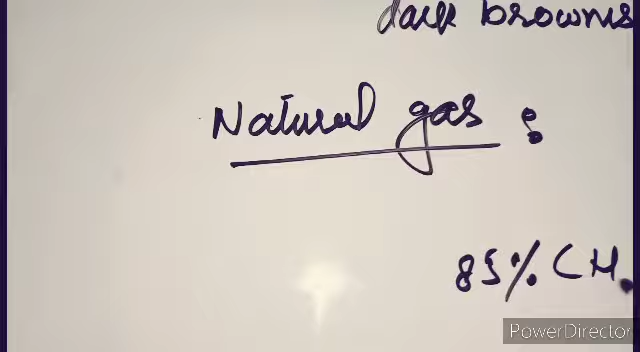 dark browns
Natural gas :
85% CH
PowerDirector